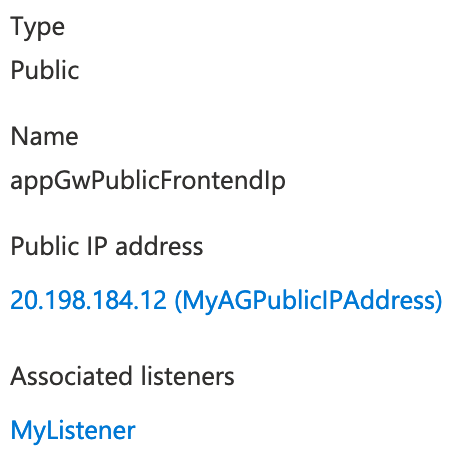 Type
Public
Name
appGwPublicFrontendIp
Public IP address
20.198.184.12 (MyAGPublicIPAddress)
Associated listeners
MyListener